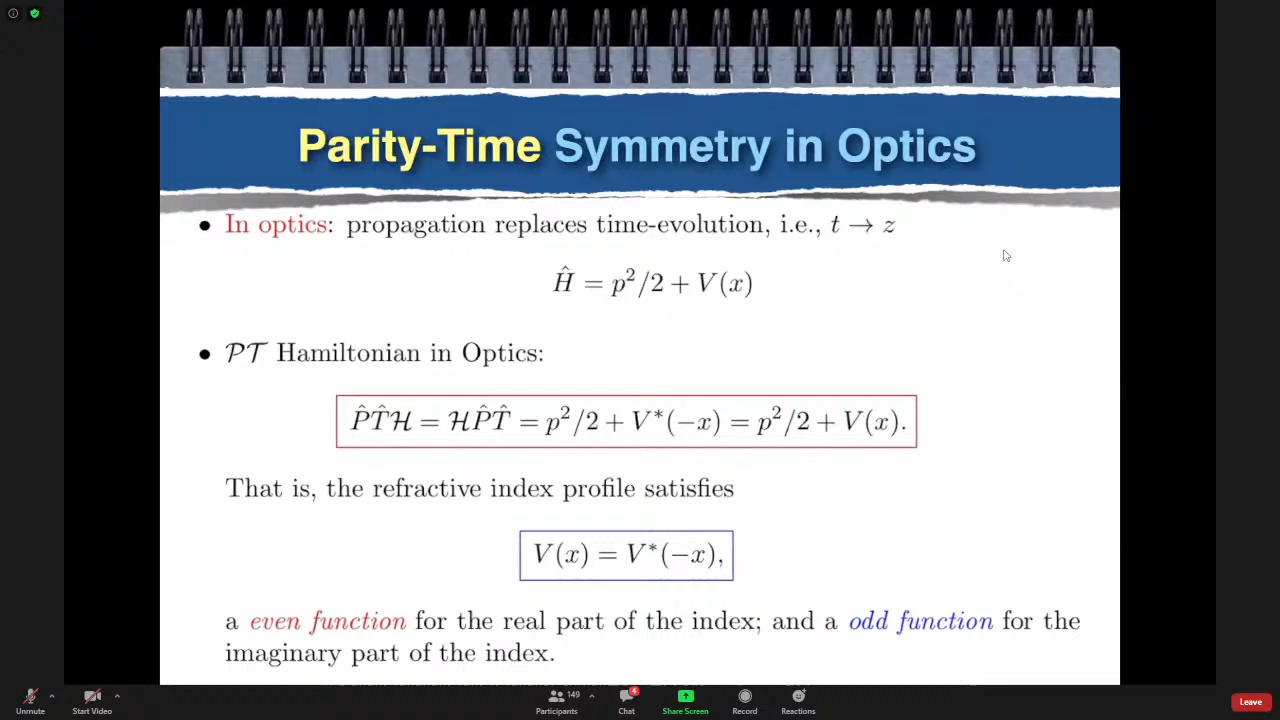 Parity-Time Symmetry in Optics
• In optics: propagation replaces time-evolution, i.e., t → z
Ĥ = p²/2 + V(x)
• 𝒫𝒯 Hamiltonian in Optics:
P̂T̂ℋ = ℋP̂T̂ = p²/2 + V*(−x) = p²/2 + V(x).
That is, the refractive index profile satisfies
V(x) = V*(−x),
a even function for the real part of the index; and a odd function for the
imaginary part of the index.
149
4
Unmute
Start Video
Participants
Chat
Share Screen
Record
Reactions
Leave